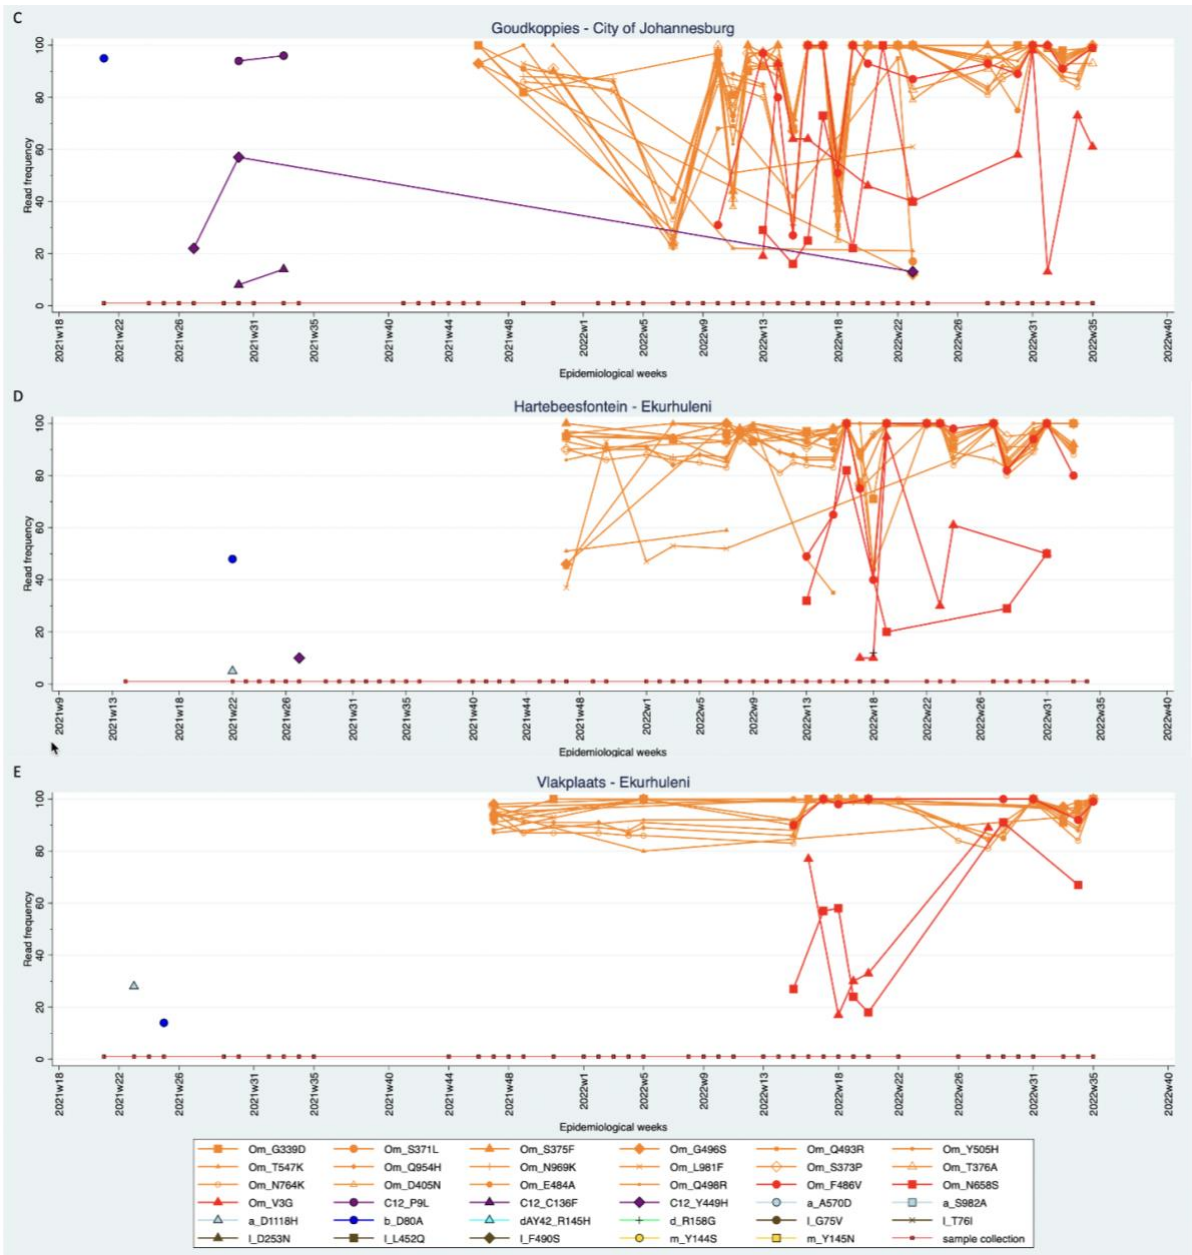 C
Goudkoppies - City of Johannesburg
Read frequency
100
80
60
40
20
0
2021w18 2021w22 2021w26 2021w31 2021w35 2021w40 2021w44 2021w48 2022w1 2022w5 2022w9 2022w13 2022w18 2022w22 2022w26 2022w31 2022w35 2022w40
Epidemiological weeks
D
Hartebeesfontein - Ekurhuleni
Read frequency
100
80
60
40
20
0
2021w9 2021w13 2021w18 2021w22 2021w26 2021w31 2021w35 2021w40 2021w44 2021w48 2022w1 2022w5 2022w9 2022w13 2022w18 2022w22 2022w26 2022w31 2022w35 2022w40
Epidemiological weeks
E
Vlakplaats - Ekurhuleni
Read frequency
100
80
60
40
20
0
2021w18 2021w22 2021w26 2021w31 2021w35 2021w40 2021w44 2021w48 2022w1 2022w5 2022w9 2022w13 2022w18 2022w22 2022w26 2022w31 2022w35 2022w40
Epidemiological weeks
Om_G339D Om_S371L Om_S375F Om_G496S Om_Q493R Om_Y505H
Om_T547K Om_Q954H Om_N969K Om_L981F Om_S373P Om_T376A
Om_N764K Om_D405N Om_E484A Om_Q498R Om_F486V Om_N658S
Om_V3G C12_P9L C12_C136F C12_Y449H a_A570D a_S982A
a_D1118H b_D80A dAY42_R145H d_R158G l_G75V l_T76I
l_D253N l_L452Q l_F490S m_Y144S m_Y145N sample collection